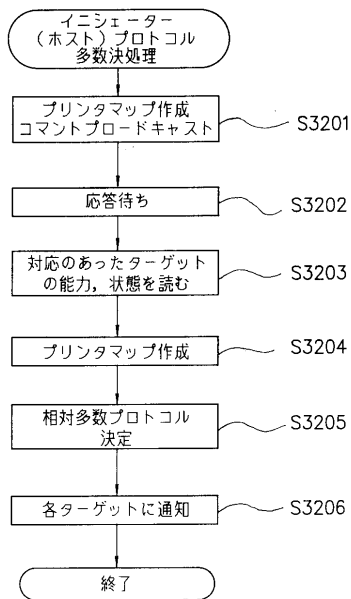 イニシェーター
（ホスト）プロトコル
多数決処理
プリンタマップ作成
コマントブロードキャスト
S3201
応答待ち
S3202
対応のあったターゲット
の能力，状態を読む
S3203
プリンタマップ作成
S3204
相対多数プロトコル
決定
S3205
各ターゲットに通知
S3206
終了